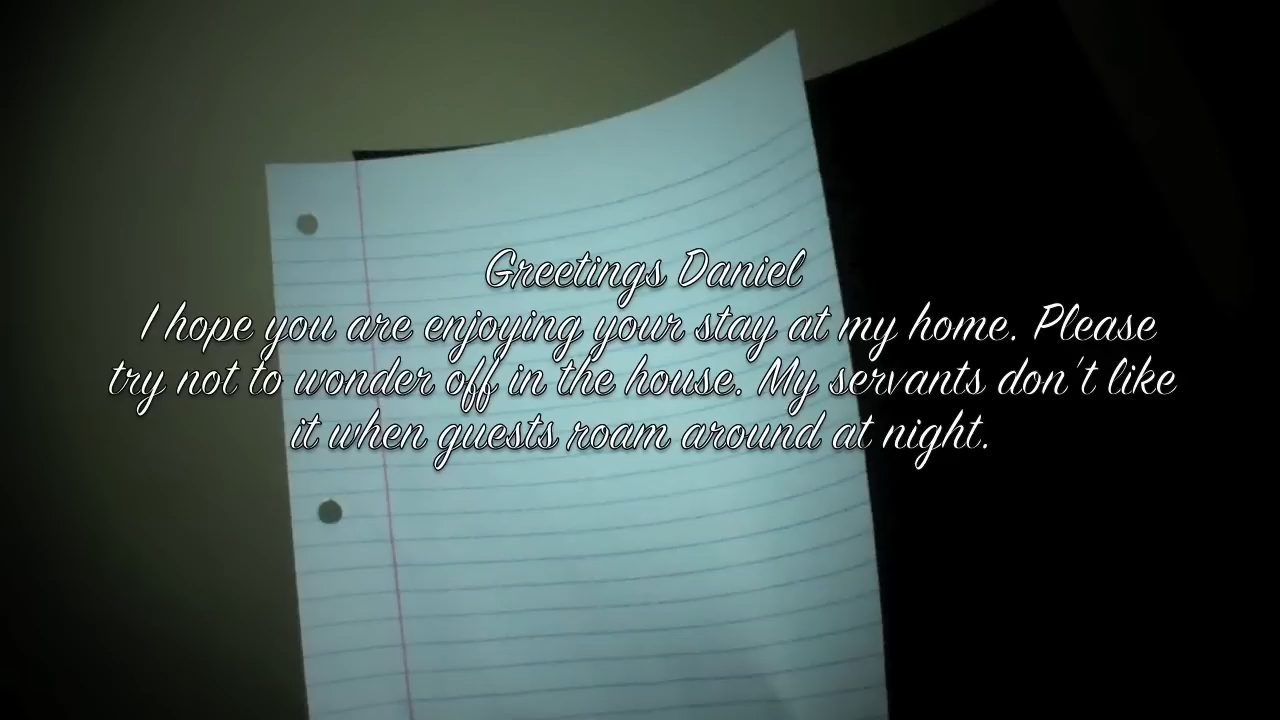 Greetings Daniel
I hope you are enjoying your stay at my home. Please
try not to wonder off in the house. My servants don't like
it when guests roam around at night.